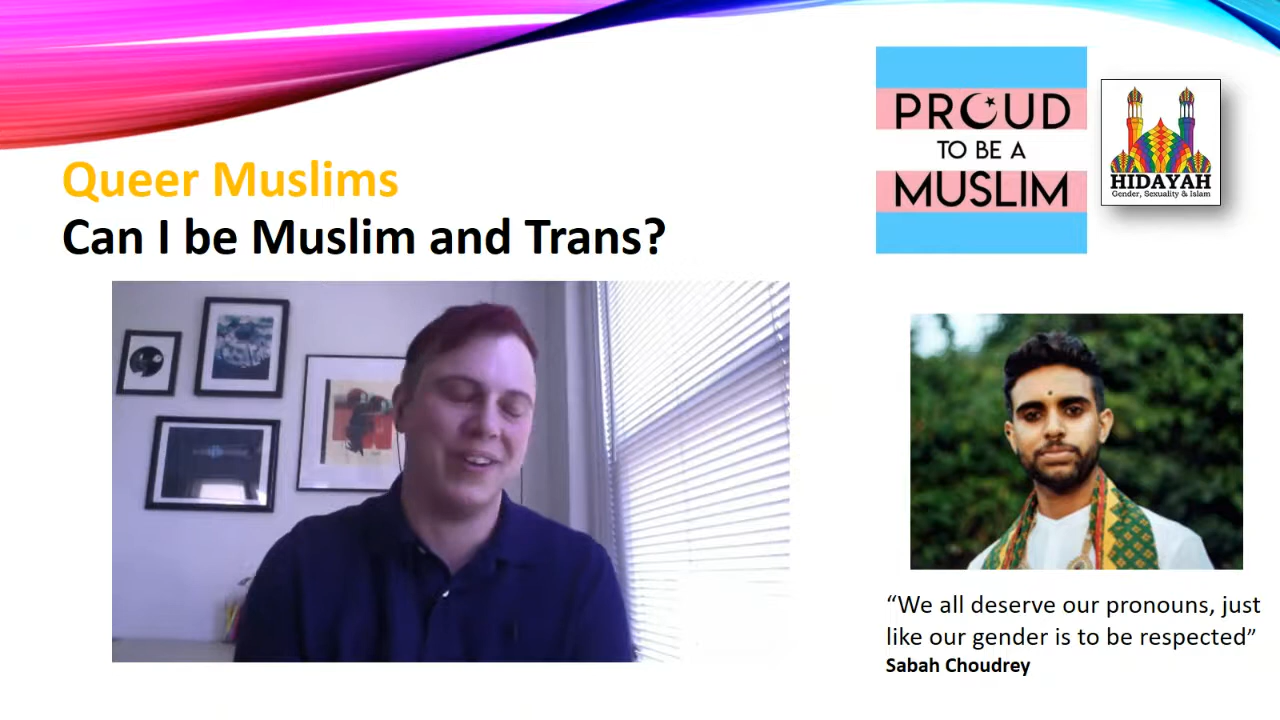 Queer Muslims
Can I be Muslim and Trans?
PROUD
TO BE A
MUSLIM
HIDAYAH
Gender, Sexuality & Islam
“We all deserve our pronouns, just
like our gender is to be respected”
Sabah Choudrey